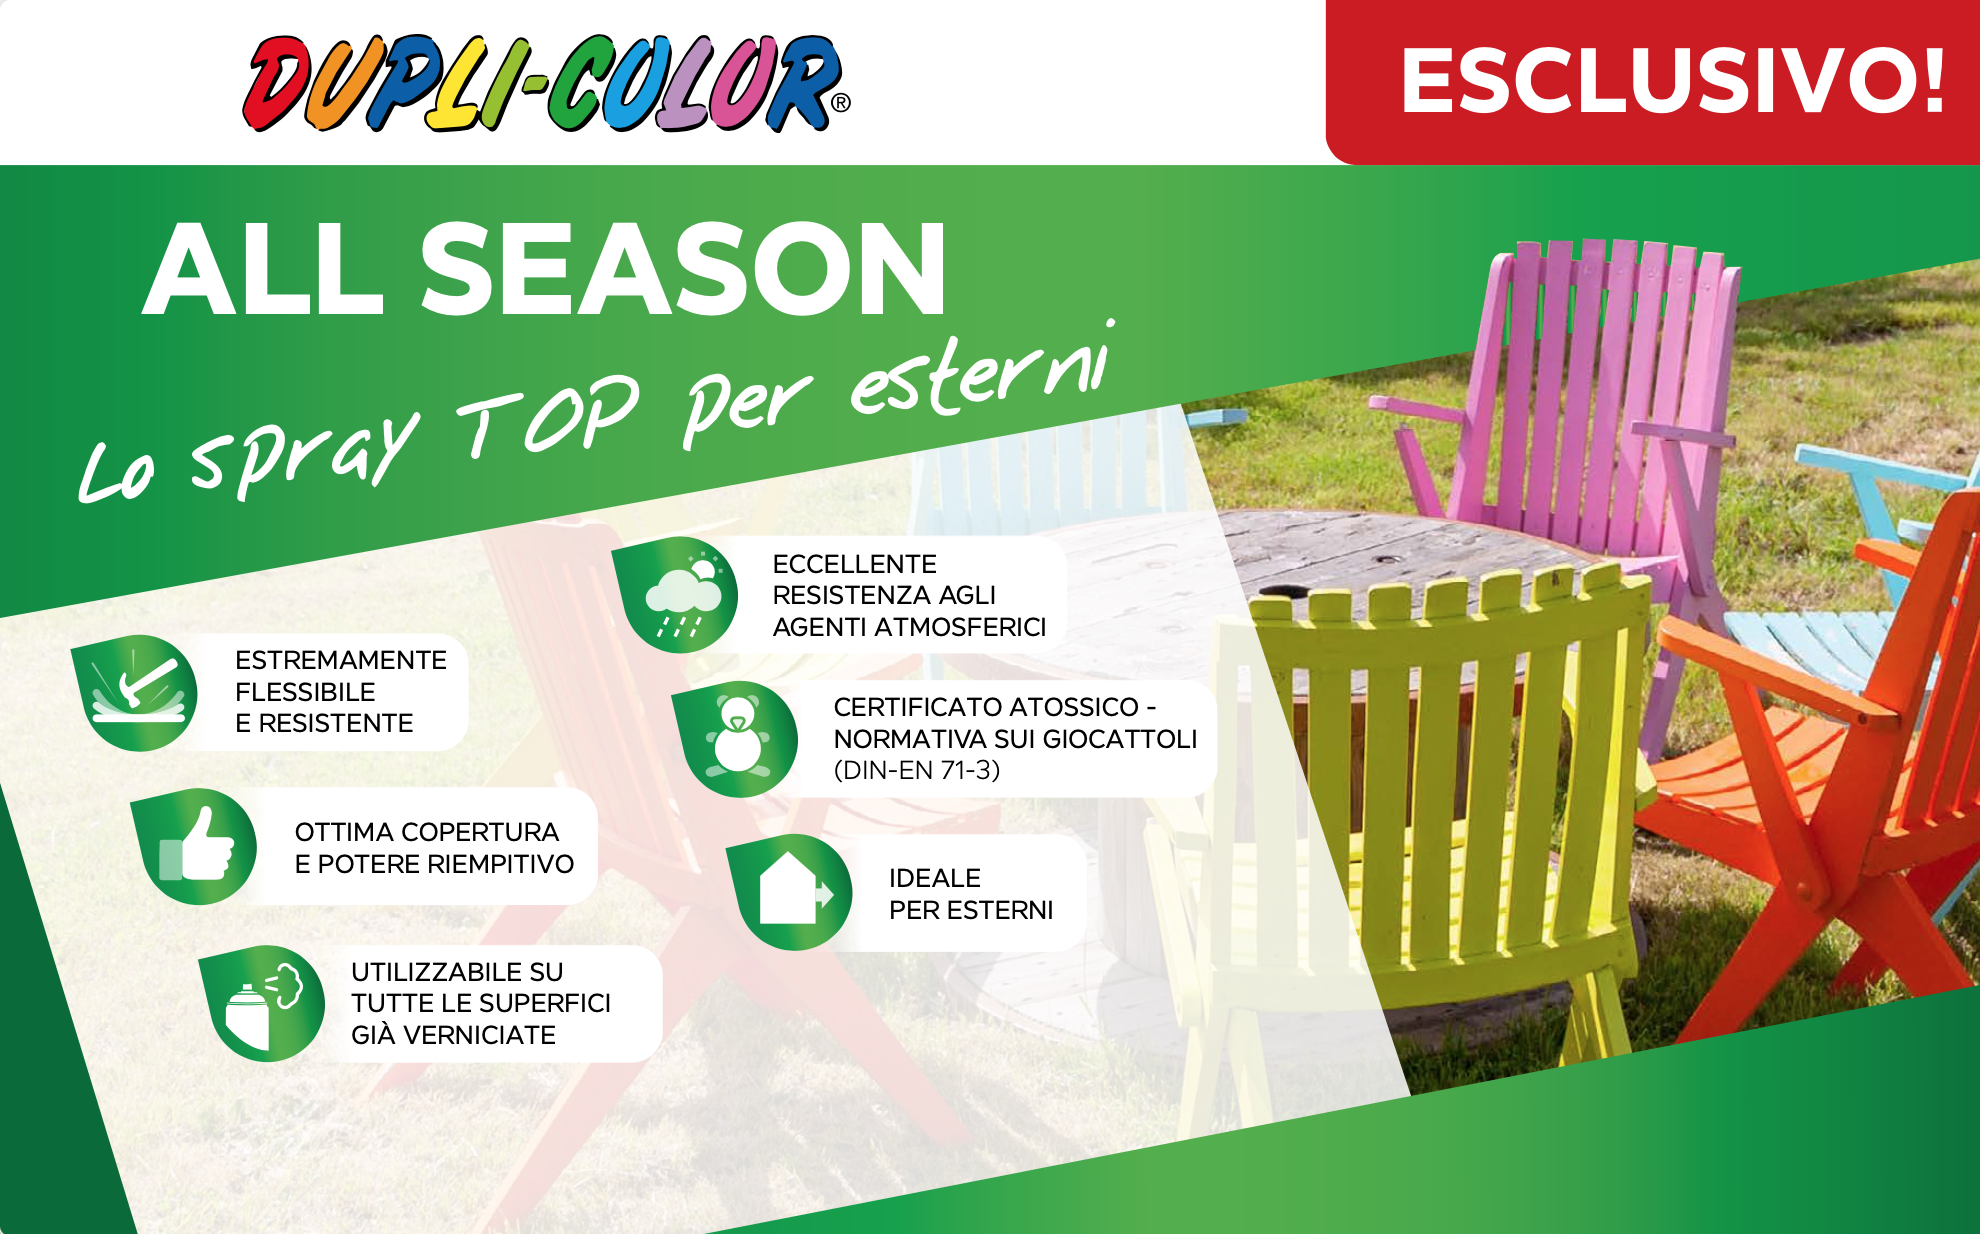 DUPLI-COLOR®
ESCLUSIVO!
ALL SEASON
Lo spray TOP per esterni
ESTREMAMENTE
FLESSIBILE
E RESISTENTE
OTTIMA COPERTURA
E POTERE RIEMPITIVO
UTILIZZABILE SU
TUTTE LE SUPERFICI
GIÀ VERNICIATE
ECCELLENTE
RESISTENZA AGLI
AGENTI ATMOSFERICI
CERTIFICATO ATOSSICO -
NORMATIVA SUI GIOCATTOLI
(DIN-EN 71-3)
IDEALE
PER ESTERNI